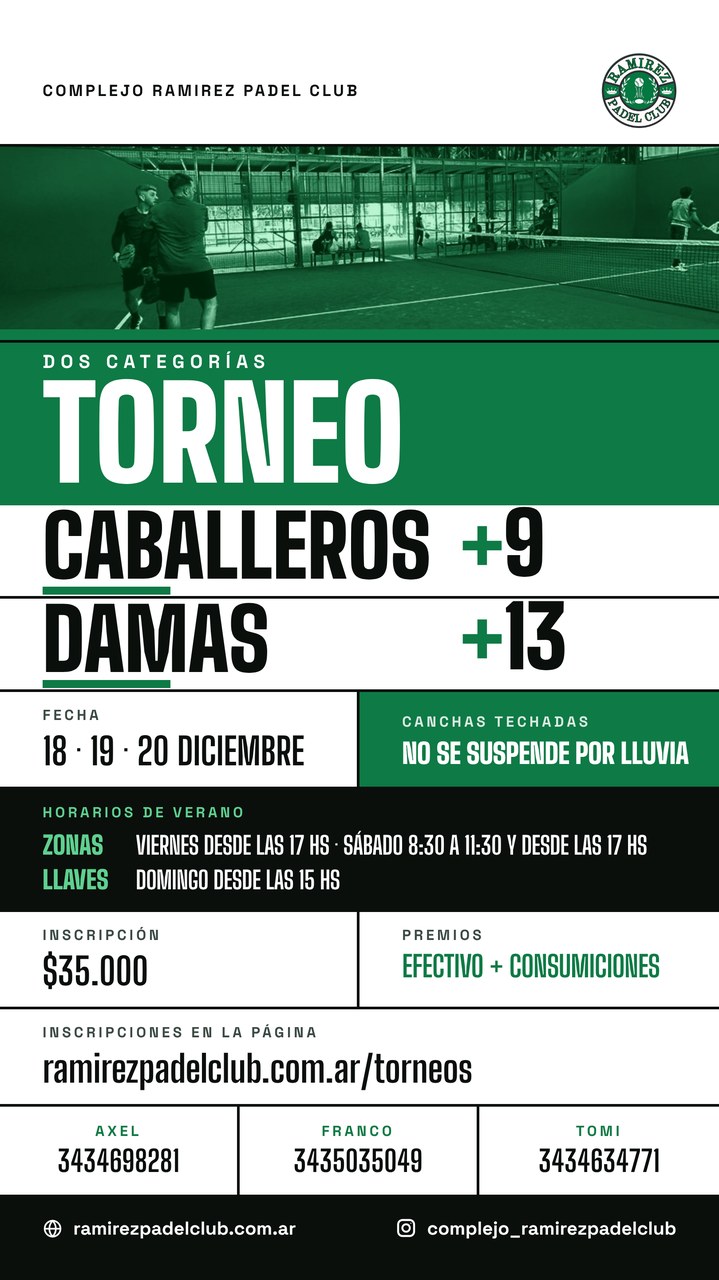 COMPLEJO RAMIREZ PADEL CLUB
RAMIREZ
PADEL CLUB
DOS CATEGORÍAS
TORNEO
CABALLEROS +9
DAMAS +13
FECHA
18 · 19 · 20 DICIEMBRE
CANCHAS TECHADAS
NO SE SUSPENDE POR LLUVIA
HORARIOS DE VERANO
ZONAS VIERNES DESDE LAS 17 HS · SÁBADO 8:30 A 11:30 Y DESDE LAS 17 HS
LLAVES DOMINGO DESDE LAS 15 HS
INSCRIPCIÓN
$35.000
PREMIOS
EFECTIVO + CONSUMICIONES
INSCRIPCIONES EN LA PÁGINA
ramirezpadelclub.com.ar/torneos
AXEL
3434698281
FRANCO
3435035049
TOMI
3434634771
ramirezpadelclub.com.ar
complejo_ramirezpadelclub